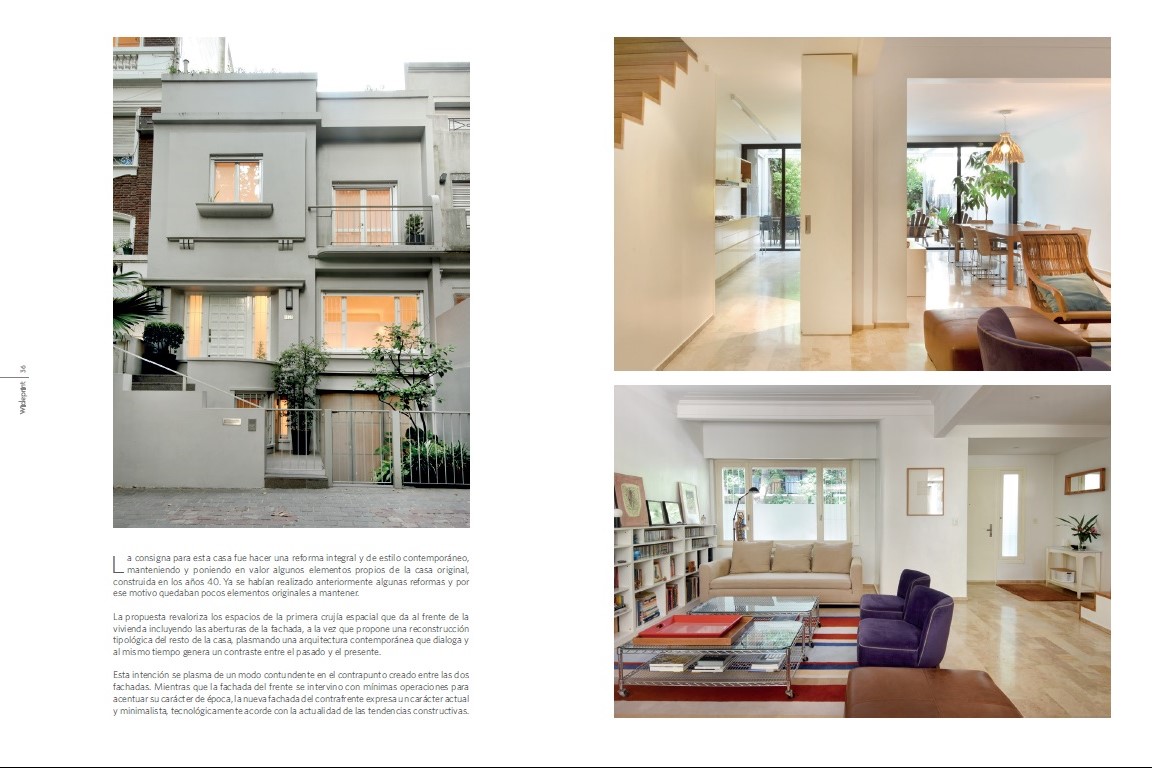 La consigna para esta casa fue hacer una reforma integral y de estilo contemporáneo,
manteniendo y poniendo en valor algunos elementos propios de la casa original,
construida en los años 40. Ya se habían realizado anteriormente algunas reformas y por
ese motivo quedaban pocos elementos originales a mantener.
La propuesta revaloriza los espacios de la primera crujía espacial que da al frente de la
vivienda incluyendo las aberturas de la fachada, a la vez que propone una reconstrucción
tipológica del resto de la casa, plasmando una arquitectura contemporánea que dialoga y
al mismo tiempo genera un contraste entre el pasado y el presente.
Esta intención se plasma de un modo contundente en el contrapunto creado entre las dos
fachadas. Mientras que la fachada del frente se intervino con mínimas operaciones para
acentuar su carácter de época, la nueva fachada del contrafrente expresa un carácter actual
y minimalista, tecnológicamente acorde con la actualidad de las tendencias constructivas.
Wideprint | 36